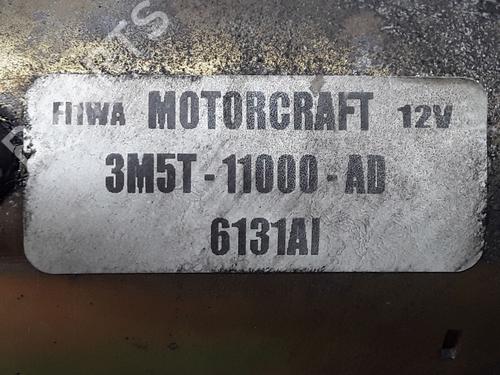 FHWA MOTORCRAFT 12V
3M5T-11000-AD
6131AI